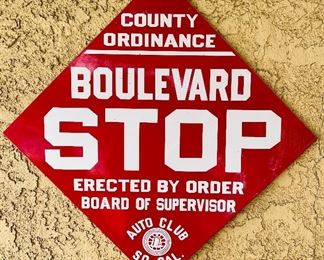 COUNTY
ORDINANCE
BOULEVARD
STOP
ERECTED BY ORDER
BOARD OF SUPERVISOR
AUTO CLUB
SO. CAL.